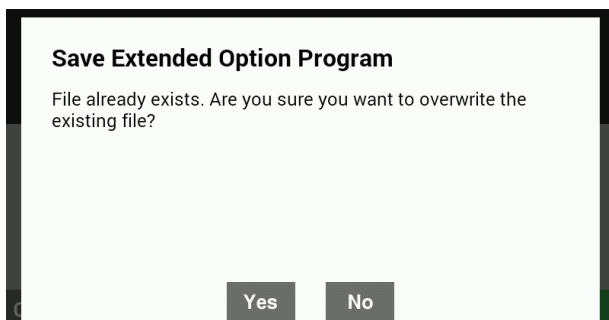 Save Extended Option Program
File already exists. Are you sure you want to overwrite the
existing file?
Yes No